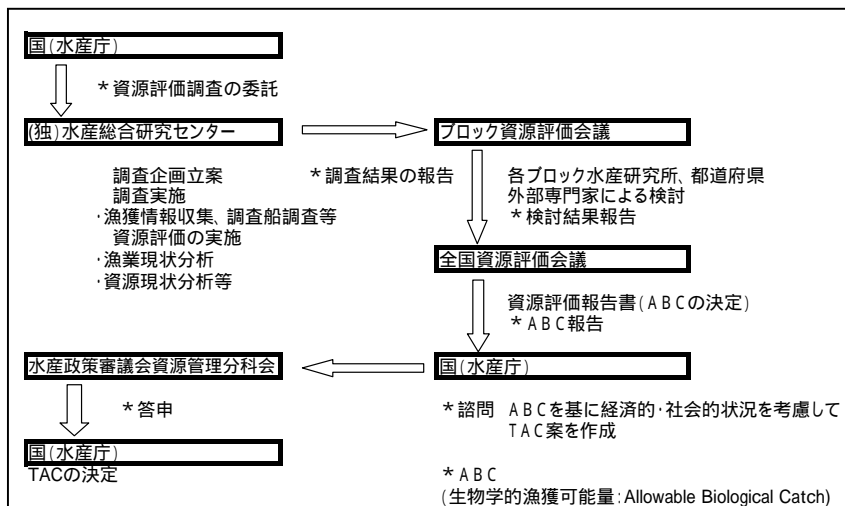 国(水産庁)
*資源評価調査の委託
(独)水産総合研究センター
調査企画立案
調査実施
・漁獲情報収集、調査船調査等
資源評価の実施
・漁業現状分析
・資源現状分析等
*調査結果の報告
ブロック資源評価会議
各ブロック水産研究所、都道府県
外部専門家による検討
*検討結果報告
全国資源評価会議
資源評価報告書(ABCの決定)
*ABC報告
国(水産庁)
*諮問 ABCを基に経済的・社会的状況を考慮して
TAC案を作成
水産政策審議会資源管理分科会
*答申
国(水産庁)
TACの決定
*ABC
(生物学的漁獲可能量:Allowable Biological Catch)